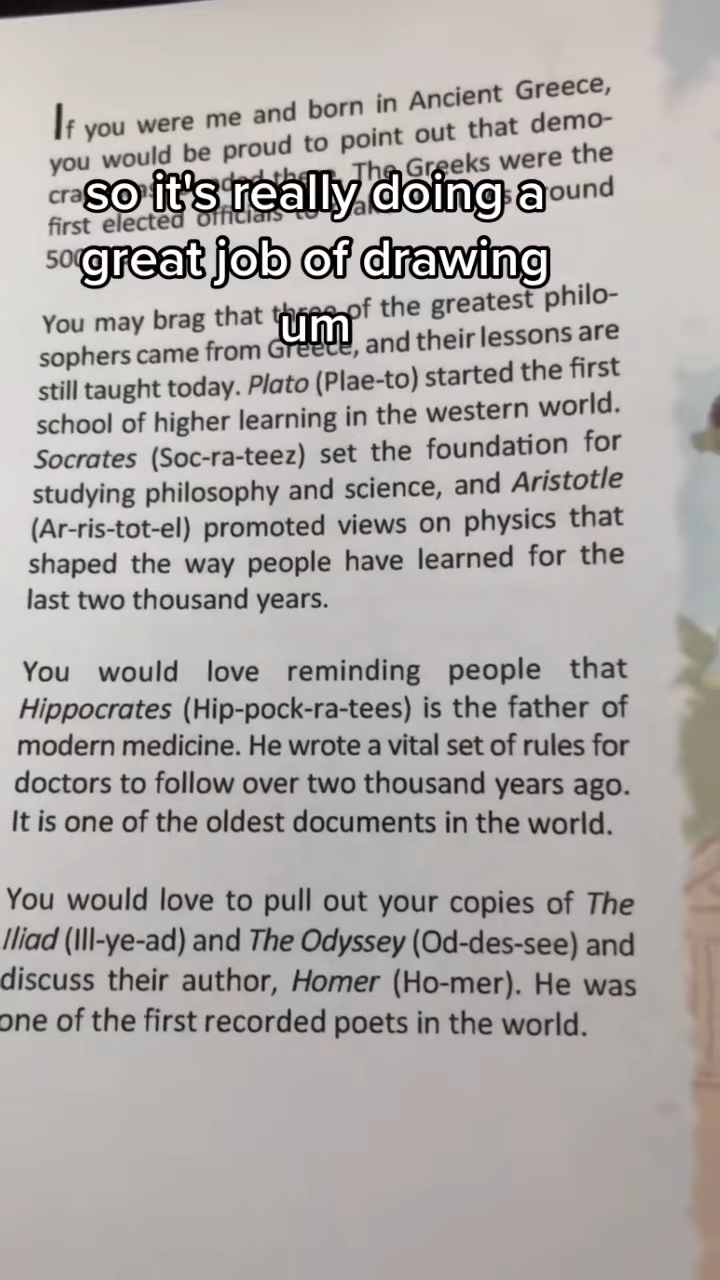 If you were me and born in Ancient Greece,
you would be proud to point out that demo-
The Greeks were the
first elected officials
500
You may brag that three of the greatest philo-
sophers came from Greece, and their lessons are
still taught today. Plato (Plae-to) started the first
school of higher learning in the western world.
Socrates (Soc-ra-teez) set the foundation for
studying philosophy and science, and Aristotle
(Ar-ris-tot-el) promoted views on physics that
shaped the way people have learned for the
last two thousand years.
You would love reminding people that
Hippocrates (Hip-pock-ra-tees) is the father of
modern medicine. He wrote a vital set of rules for
doctors to follow over two thousand years ago.
It is one of the oldest documents in the world.
You would love to pull out your copies of The
Iliad (Ill-ye-ad) and The Odyssey (Od-des-see) and
discuss their author, Homer (Ho-mer). He was
one of the first recorded poets in the world.
so it's really doing a
great job of drawing
um